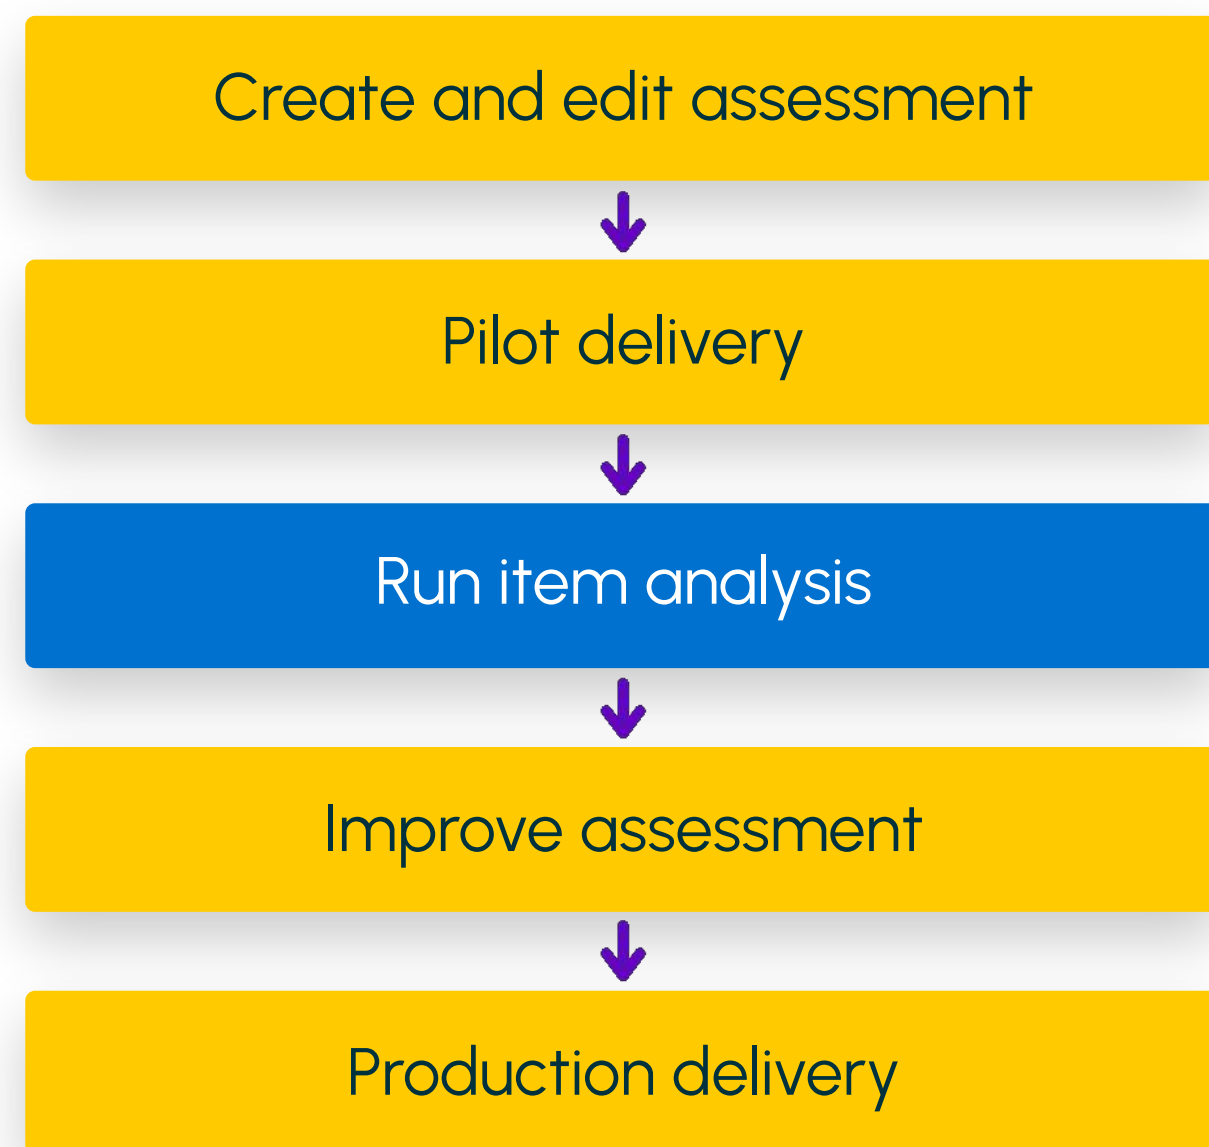 Create and edit assessment
Pilot delivery
Run item analysis
Improve assessment
Production delivery